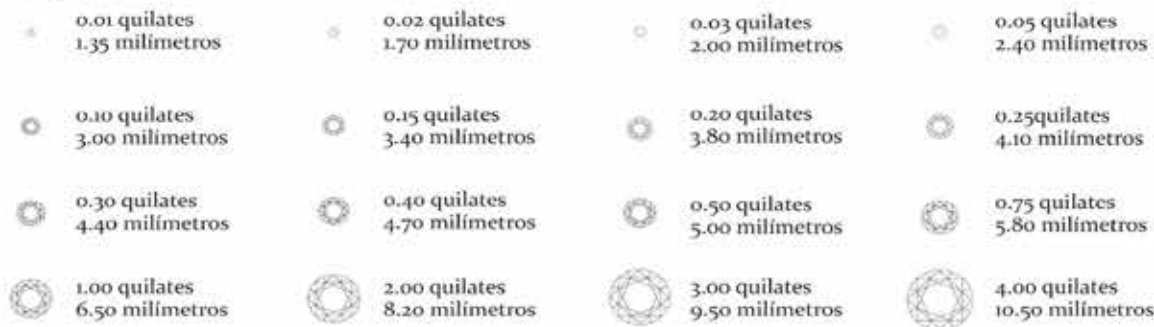 0.01 quilates
1.35 milímetros
0.02 quilates
1.70 milímetros
0.03 quilates
2.00 milímetros
0.05 quilates
2.40 milímetros
0.10 quilates
3.00 milímetros
0.15 quilates
3.40 milímetros
0.20 quilates
3.80 milímetros
0.25quilates
4.10 milímetros
0.30 quilates
4.40 milímetros
0.40 quilates
4.70 milímetros
0.50 quilates
5.00 milímetros
0.75 quilates
5.80 milímetros
1.00 quilates
6.50 milímetros
2.00 quilates
8.20 milímetros
3.00 quilates
9.50 milímetros
4.00 quilates
10.50 milímetros